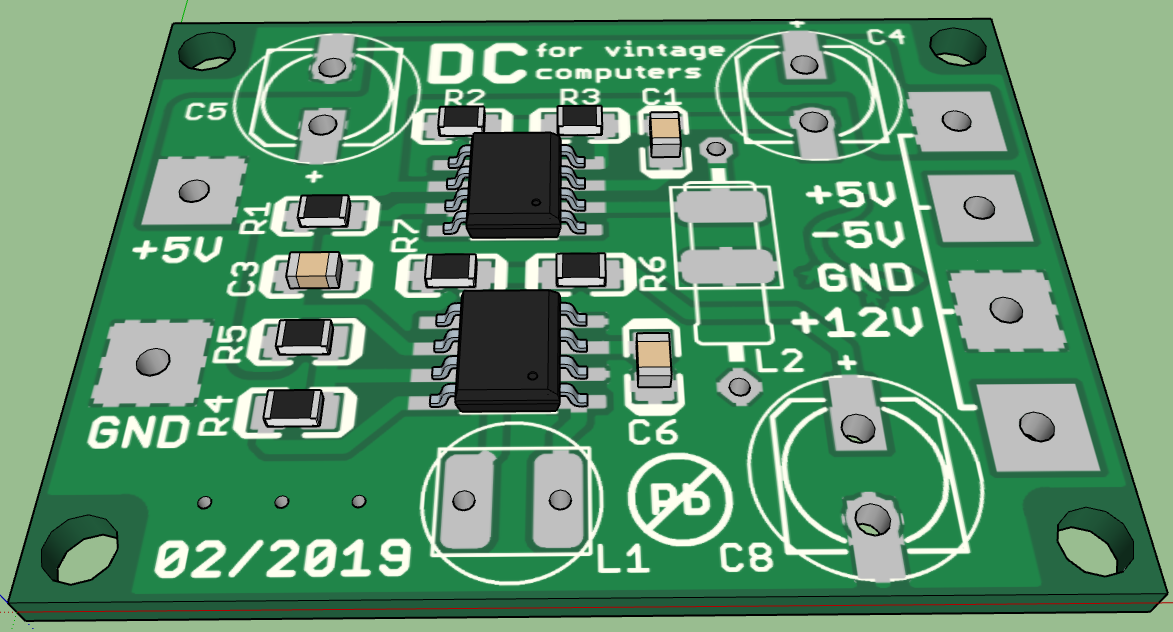 DC for vintage
computers
C4
R2
R3
C1
C5
+
+
R1
+5V
R7
C3
R6
R5
R4
GND
+5V
-5V
GND
+12V
L2
+
C6
Pb
02/2019
L1
C8